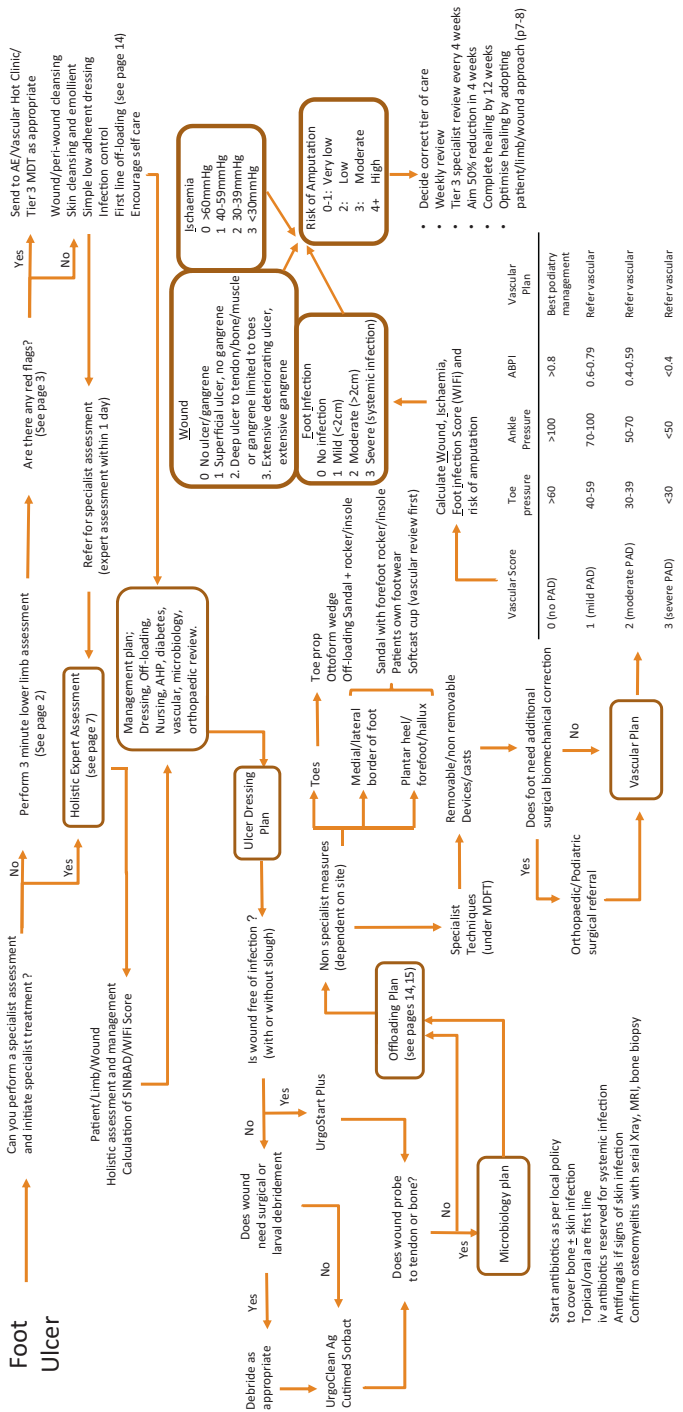 Foot
Ulcer
Can you perform a specialist assessment
and initiate specialist treatment ?
No
Yes
Perform 3 minute lower limb assessment
(See page 2)
Are there any red flags?
(See page 3)
Yes
No
Send to AE/Vascular Hot Clinic/
Tier 3 MDT as appropriate
Wound/peri-wound cleansing
Skin cleansing and emollient
Simple low adherent dressing
Infection control
First line off-loading (see page 14)
Encourage self care
Refer for specialist assessment
(expert assessment within 1 day)
Holistic Expert Assessment
(see page 7)
Patient/Limb/Wound
Holistic assessment and management
Calculation of SINBAD/WIFi Score
Management plan;
Dressing, Off-loading,
Nursing, AHP, diabetes,
vascular, microbiology,
orthopaedic review.
Ulcer Dressing
Plan
Is wound free of infection ?
(with or without slough)
No
Yes
UrgoStart Plus
Does wound
need surgical or
larval debridement
Yes
No
Debride as
appropriate
UrgoClean Ag
Cutimed Sorbact
Does wound probe
to tendon or bone?
No
Yes
Microbiology plan
Start antibiotics as per local policy
to cover bone + skin infection
Topical/oral are first line
iv antibiotics reserved for systemic infection
Antifungals if signs of skin infection
Confirm osteomyelitis with serial Xray, MRI, bone biopsy
Offloading Plan
(see pages 14,15)
Non specialist measures
(dependent on site)
Toes
Toe prop
Ottoform wedge
Off-loading Sandal + rocker/insole
Medial/lateral
border of foot
Plantar heel/
forefoot/hallux
Sandal with forefoot rocker/insole
Patients own footwear
Softcast cup (vascular review first)
Specialist
Techniques
(under MDFT)
Removable/non removable
Devices/casts
Does foot need additional
surgical biomechanical correction
Yes
No
Orthopaedic/Podiatric
surgical referral
Vascular Plan
Vascular Score Toe pressure Ankle Pressure ABPI Vascular Plan
0 (no PAD) >60 >100 >0.8 Best podiatry management
1 (mild PAD) 40-59 70-100 0.6-0.79 Refer vascular
2 (moderate PAD) 30-39 50-70 0.4-0.59 Refer vascular
3 (severe PAD) <30 <50 <0.4 Refer vascular
Calculate Wound, Ischaemia,
Foot infection Score (WIFi) and
risk of amputation
Wound
0 No ulcer/gangrene
1 Superficial ulcer, no gangrene
2. Deep ulcer to tendon/bone/muscle
or gangrene limited to toes
3. Extensive deteriorating ulcer,
extensive gangrene
Ischaemia
0 >60mmHg
1 40-59mmHg
2 30-39mmHg
3 <30mmHg
Foot Infection
0 No infection
1 Mild (<2cm)
2 Moderate (>2cm)
3 Severe (systemic infection)
Risk of Amputation
0-1: Very low
2: Low
3: Moderate
4+ High
• Decide correct tier of care
• Weekly review
• Tier 3 specialist review every 4 weeks
• Aim 50% reduction in 4 weeks
• Complete healing by 12 weeks
• Optimise healing by adopting
patient/limb/wound approach (p7-8)